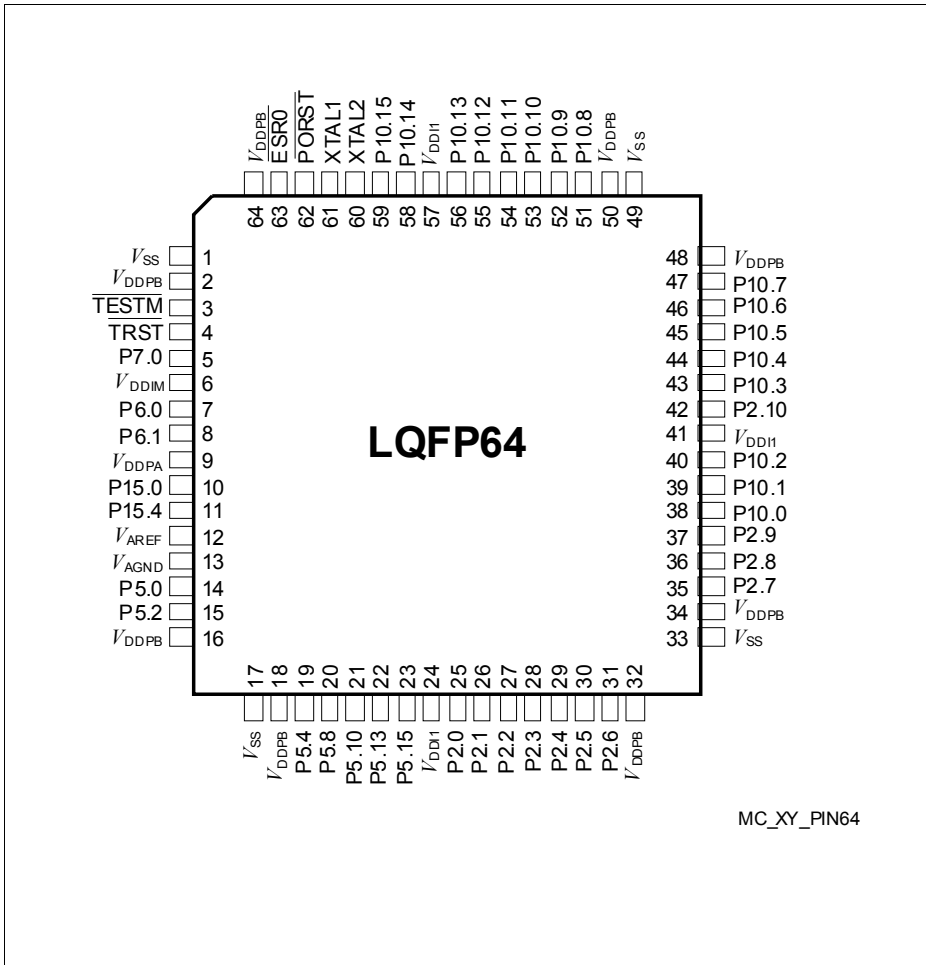 VDDPB
ESR0
PORST
XTAL1
XTAL2
P10.15
P10.14
VDDI1
P10.13
P10.12
P10.11
P10.10
P10.9
P10.8
VDDPB
VSS
64
63
62
61
60
59
58
57
56
55
54
53
52
51
50
49
VSS 1
VDDPB 2
TESTM 3
TRST 4
P7.0 5
VDDIM 6
P6.0 7
P6.1 8
VDDPA 9
P15.0 10
P15.4 11
VAREF 12
VAGND 13
P5.0 14
P5.2 15
VDDPB 16
LQFP64
48 VDDPB
47 P10.7
46 P10.6
45 P10.5
44 P10.4
43 P10.3
42 P2.10
41 VDDI1
40 P10.2
39 P10.1
38 P10.0
37 P2.9
36 P2.8
35 P2.7
34 VDDPB
33 VSS
17
18
19
20
21
22
23
24
25
26
27
28
29
30
31
32
VSS
VDDPB
P5.4
P5.8
P5.10
P5.13
P5.15
VDDI1
P2.0
P2.1
P2.2
P2.3
P2.4
P2.5
P2.6
VDDPB
MC_XY_PIN64